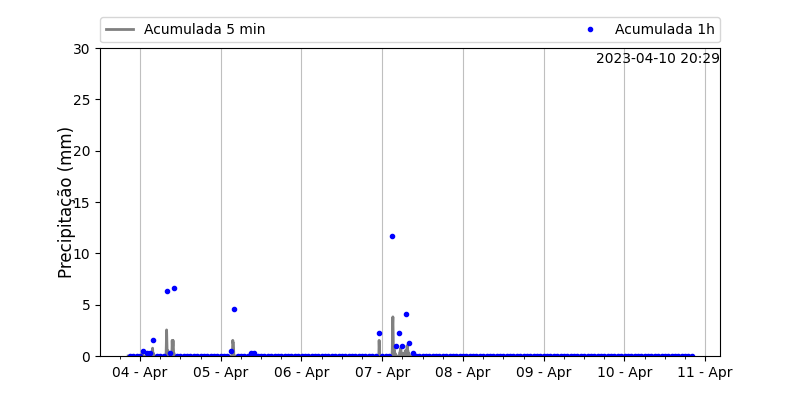 Acumulada 5 min
Acumulada 1h
2023-04-10 20:29
Precipitação (mm)
30
25
20
15
10
5
0
04 - Apr
05 - Apr
06 - Apr
07 - Apr
08 - Apr
09 - Apr
10 - Apr
11 - Apr